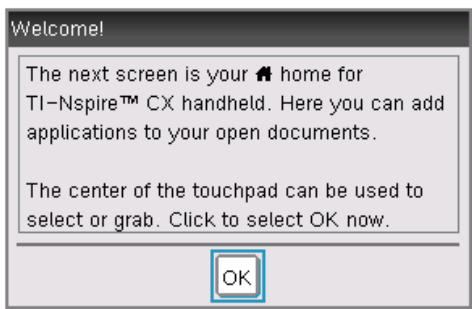 Welcome!
The next screen is your home for
TI-Nspire™ CX handheld. Here you can add
applications to your open documents.
The center of the touchpad can be used to
select or grab. Click to select OK now.
OK